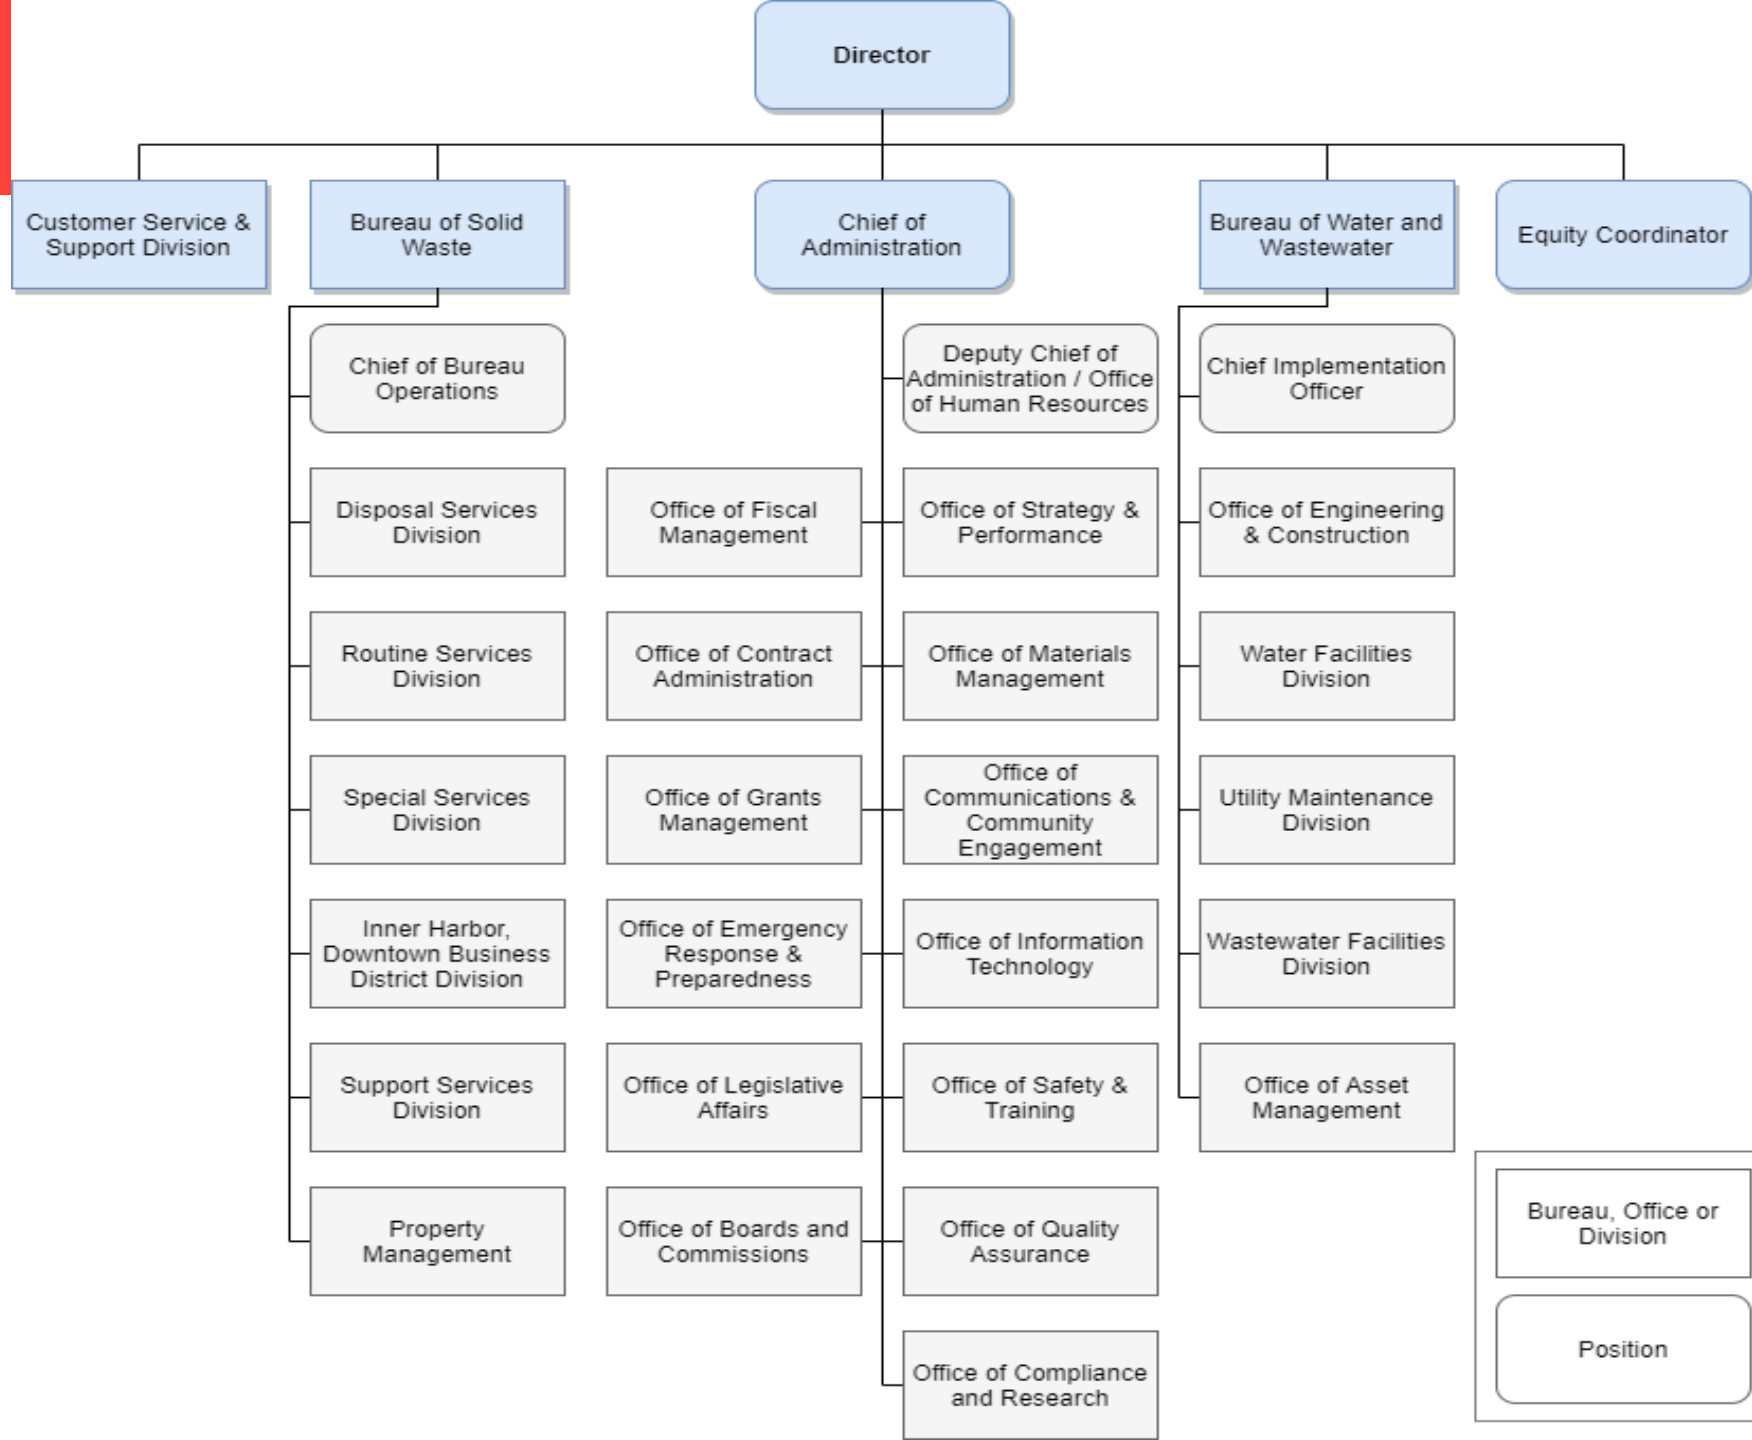 Director
Customer Service &
Support Division
Bureau of Solid
Waste
Chief of
Administration
Bureau of Water and
Wastewater
Equity Coordinator
Chief of Bureau
Operations
Deputy Chief of
Administration / Office
of Human Resources
Chief Implementation
Officer
Disposal Services
Division
Office of Fiscal
Management
Office of Strategy &
Performance
Office of Engineering
& Construction
Routine Services
Division
Office of Contract
Administration
Office of Materials
Management
Water Facilities
Division
Special Services
Division
Office of Grants
Management
Office of
Communications &
Community
Engagement
Utility Maintenance
Division
Inner Harbor,
Downtown Business
District Division
Office of Emergency
Response &
Preparedness
Office of Information
Technology
Wastewater Facilities
Division
Support Services
Division
Office of Legislative
Affairs
Office of Safety &
Training
Office of Asset
Management
Property
Management
Office of Boards and
Commissions
Office of Quality
Assurance
Bureau, Office or
Division
Office of Compliance
and Research
Position